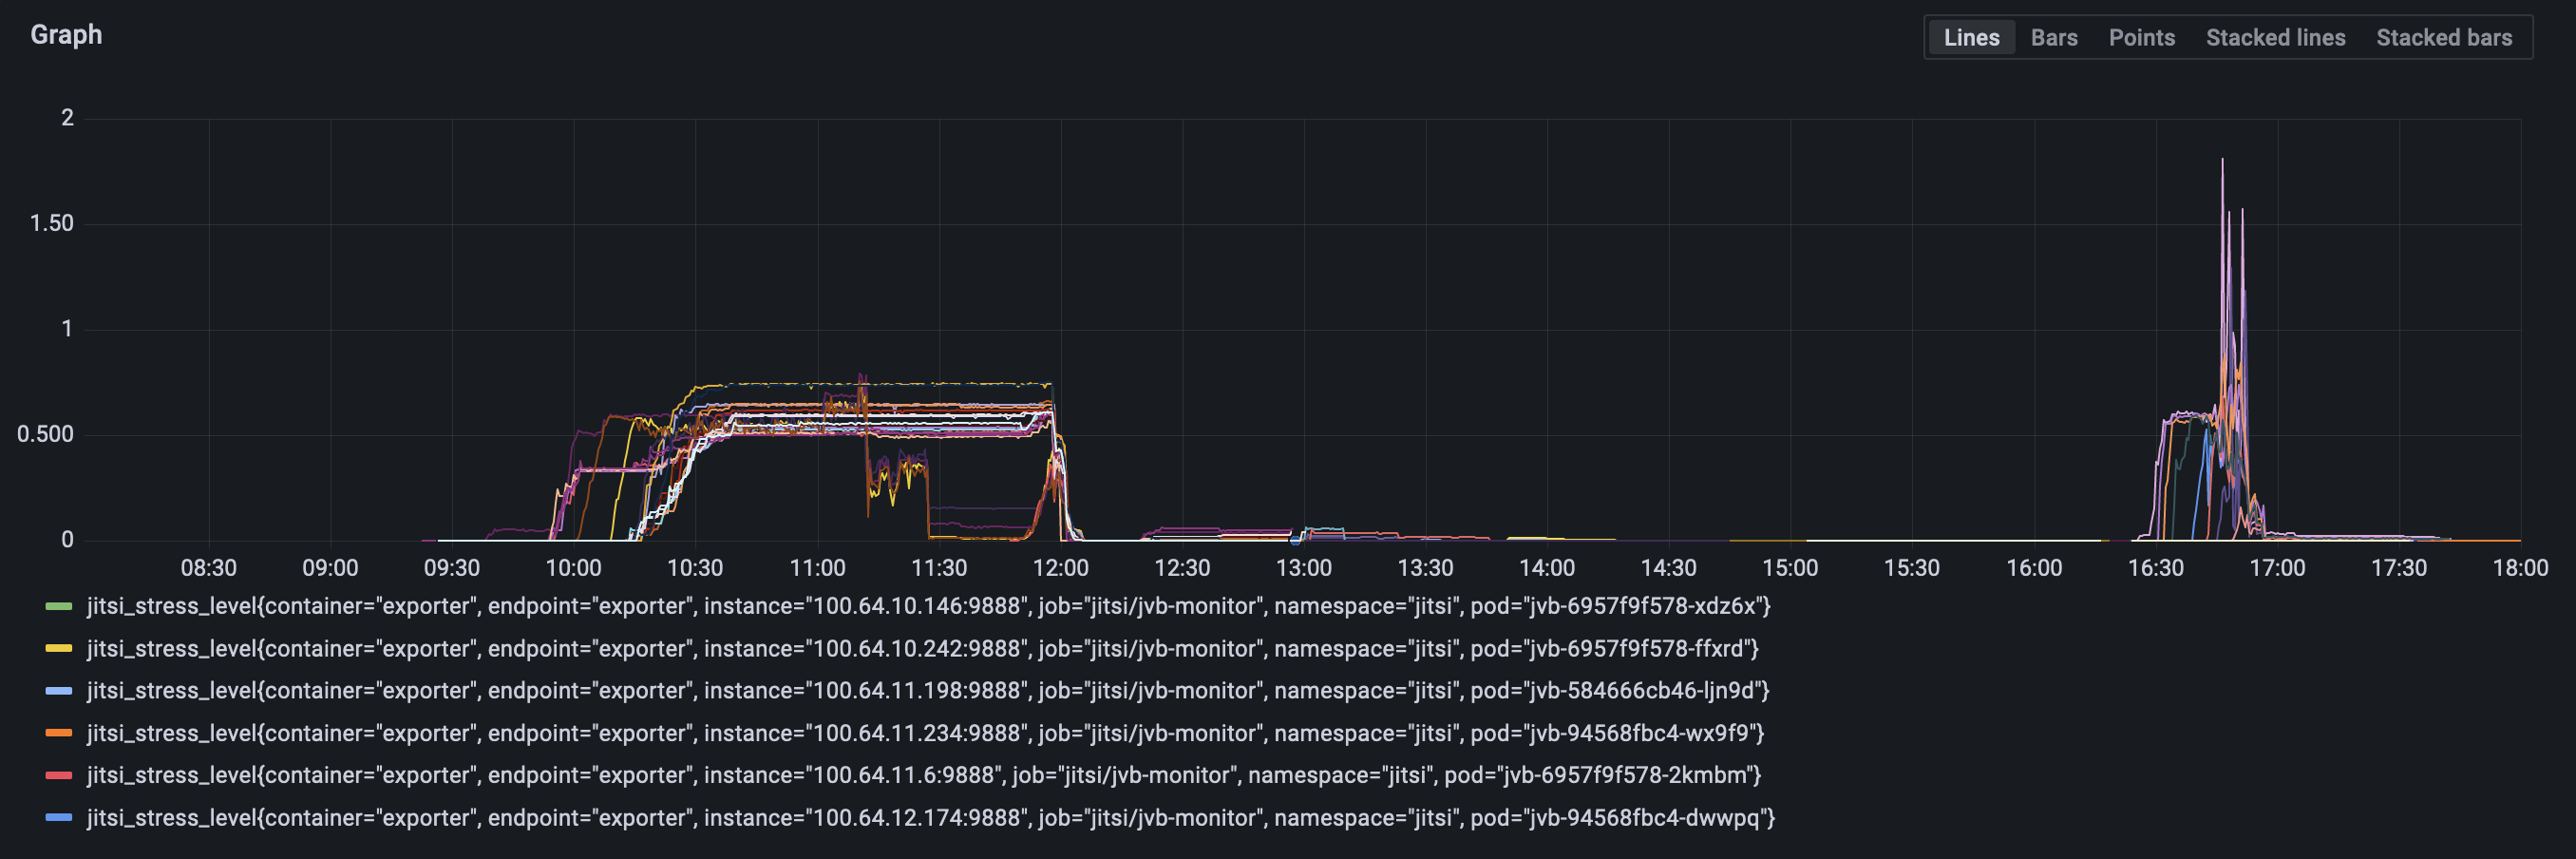 Graph
Lines Bars Points Stacked lines Stacked bars
2
1.50
1
0.500
0
08:30 09:00 09:30 10:00 10:30 11:00 11:30 12:00 12:30 13:00 13:30 14:00 14:30 15:00 15:30 16:00 16:30 17:00 17:30 18:00
jitsi_stress_level{container="exporter", endpoint="exporter", instance="100.64.10.146:9888", job="jitsi/jvb-monitor", namespace="jitsi", pod="jvb-6957f9f578-xdz6x"}
jitsi_stress_level{container="exporter", endpoint="exporter", instance="100.64.10.242:9888", job="jitsi/jvb-monitor", namespace="jitsi", pod="jvb-6957f9f578-ffxrd"}
jitsi_stress_level{container="exporter", endpoint="exporter", instance="100.64.11.198:9888", job="jitsi/jvb-monitor", namespace="jitsi", pod="jvb-584666cb46-ljn9d"}
jitsi_stress_level{container="exporter", endpoint="exporter", instance="100.64.11.234:9888", job="jitsi/jvb-monitor", namespace="jitsi", pod="jvb-94568fbc4-wx9f9"}
jitsi_stress_level{container="exporter", endpoint="exporter", instance="100.64.11.6:9888", job="jitsi/jvb-monitor", namespace="jitsi", pod="jvb-6957f9f578-2kmbm"}
jitsi_stress_level{container="exporter", endpoint="exporter", instance="100.64.12.174:9888", job="jitsi/jvb-monitor", namespace="jitsi", pod="jvb-94568fbc4-dwwpq"}